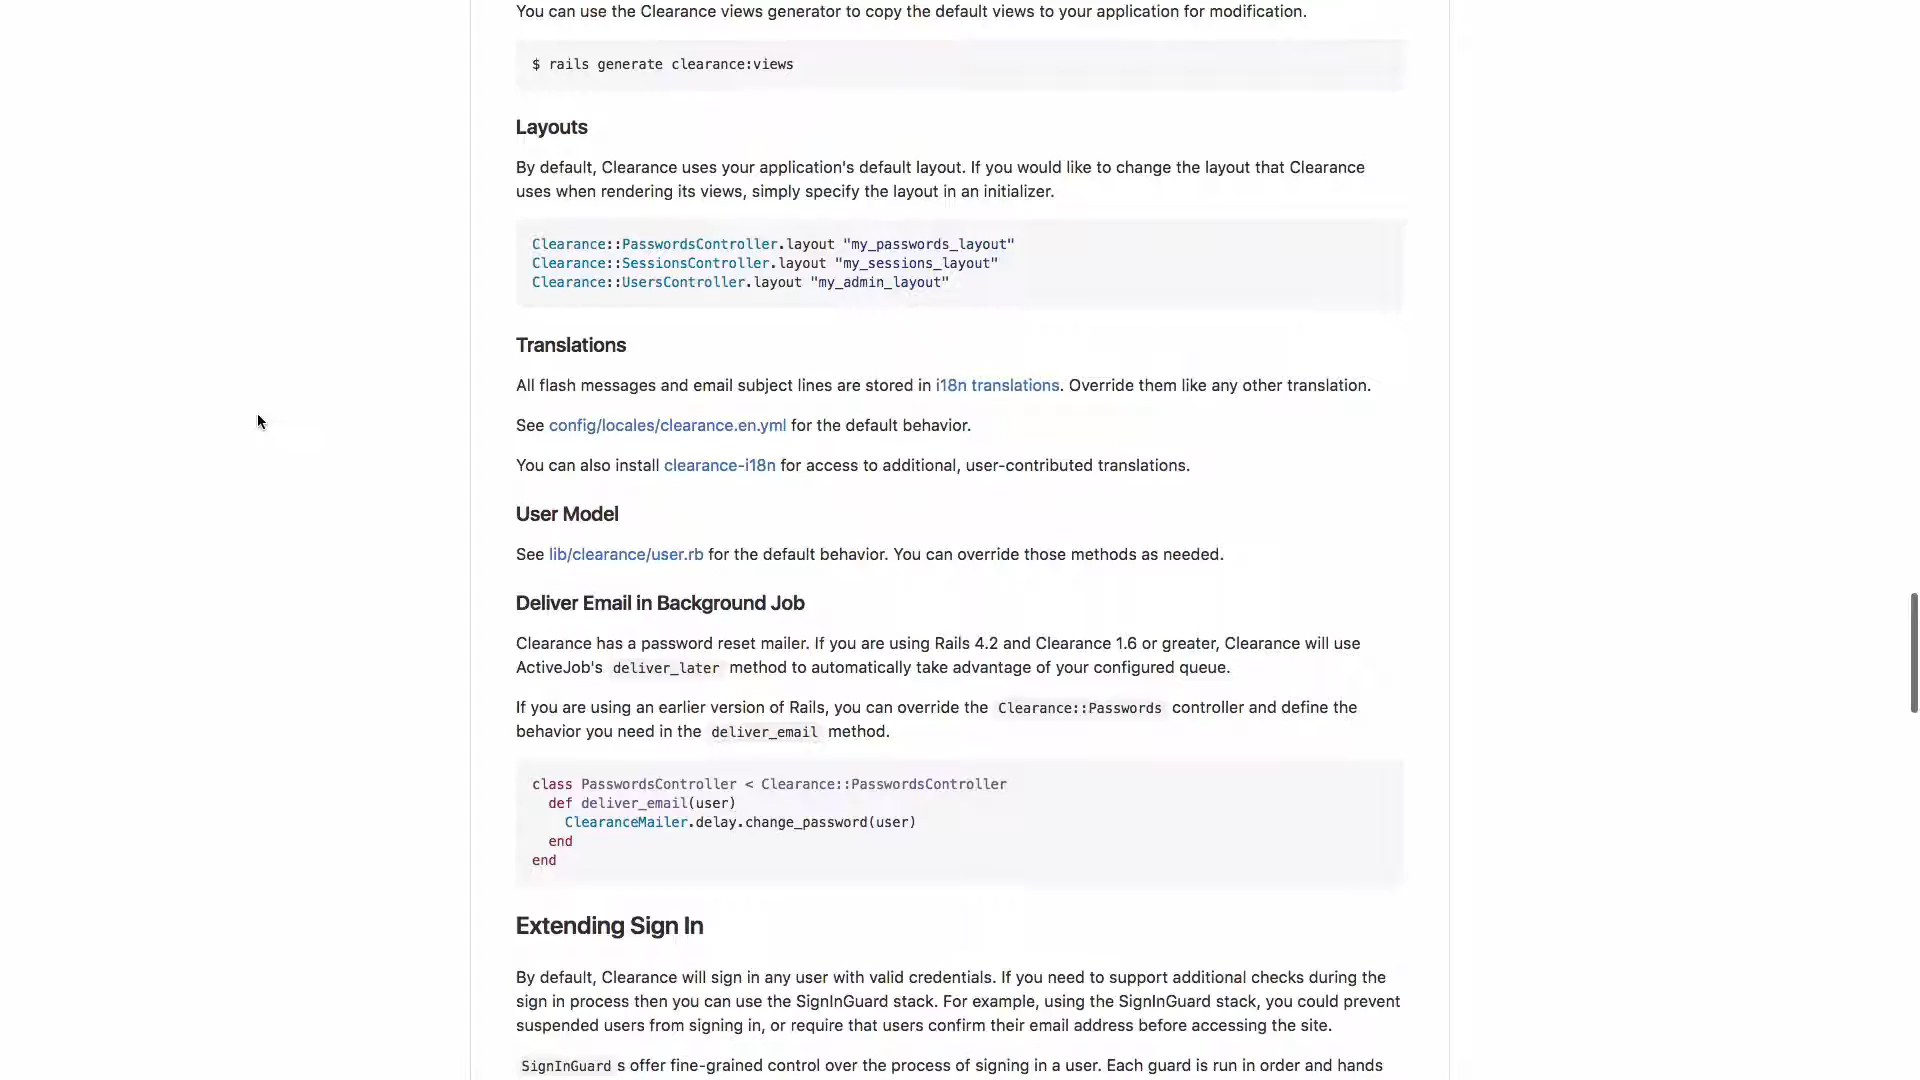 You can use the Clearance views generator to copy the default views to your application for modification.
$ rails generate clearance:views
Layouts
By default, Clearance uses your application's default layout. If you would like to change the layout that Clearance
uses when rendering its views, simply specify the layout in an initializer.
Clearance::PasswordsController.layout "my_passwords_layout"
Clearance::SessionsController.layout "my_sessions_layout"
Clearance::UsersController.layout "my_admin_layout"
Translations
All flash messages and email subject lines are stored in i18n translations. Override them like any other translation.
See config/locales/clearance.en.yml for the default behavior.
You can also install clearance-i18n for access to additional, user-contributed translations.
User Model
See lib/clearance/user.rb for the default behavior. You can override those methods as needed.
Deliver Email in Background Job
Clearance has a password reset mailer. If you are using Rails 4.2 and Clearance 1.6 or greater, Clearance will use
ActiveJob's deliver_later method to automatically take advantage of your configured queue.
If you are using an earlier version of Rails, you can override the Clearance::Passwords controller and define the
behavior you need in the deliver_email method.
class PasswordsController < Clearance::PasswordsController
  def deliver_email(user)
    ClearanceMailer.delay.change_password(user)
  end
end
Extending Sign In
By default, Clearance will sign in any user with valid credentials. If you need to support additional checks during the
sign in process then you can use the SignInGuard stack. For example, using the SignInGuard stack, you could prevent
suspended users from signing in, or require that users confirm their email address before accessing the site.
SignInGuard s offer fine-grained control over the process of signing in a user. Each guard is run in order and hands